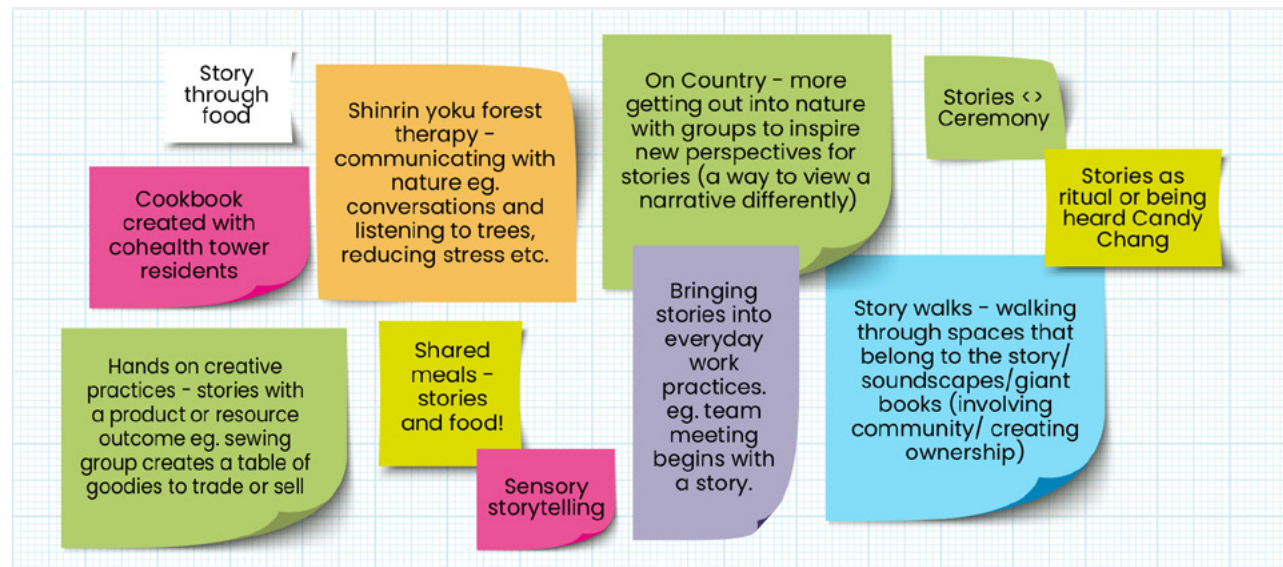 Story
through
food
Shinrin yoku forest
therapy -
communicating with
nature eg.
conversations and
listening to trees,
reducing stress etc.
On Country - more
getting out into nature
with groups to inspire
new perspectives for
stories (a way to view a
narrative differently)
Stories <>
Ceremony
Stories as
ritual or being
heard Candy
Chang
Cookbook
created with
cohealth tower
residents
Bringing
stories into
everyday
work
practices.
eg. team
meeting
begins with
a story.
Story walks - walking
through spaces that
belong to the story/
soundscapes/giant
books (involving
community/ creating
ownership)
Hands on creative
practices - stories with
a product or resource
outcome eg. sewing
group creates a table of
goodies to trade or sell
Shared
meals -
stories
and food!
Sensory
storytelling